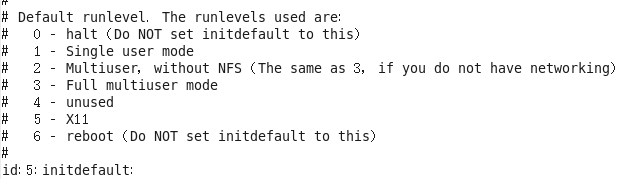 #
# Default runlevel. The runlevels used are:
#   0 - halt (Do NOT set initdefault to this)
#   1 - Single user mode
#   2 - Multiuser, without NFS (The same as 3, if you do not have networking)
#   3 - Full multiuser mode
#   4 - unused
#   5 - X11
#   6 - reboot (Do NOT set initdefault to this)
#
id:5:initdefault: